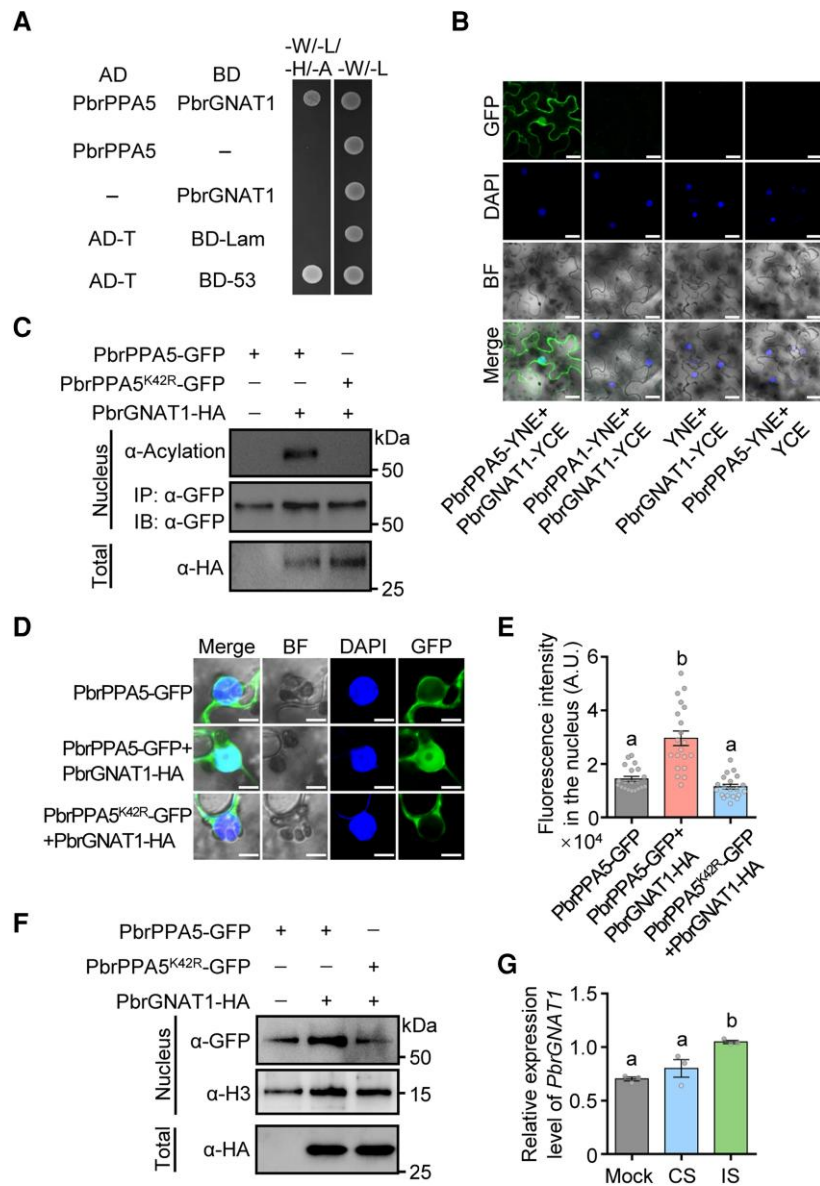 A
-W/-L/
AD BD -H/-A -W/-L
PbrPPA5 PbrGNAT1
PbrPPA5 –
– PbrGNAT1
AD-T BD-Lam
AD-T BD-53
B
GFP
DAPI
BF
Merge
PbrPPA5-YNE+
PbrGNAT1-YCE
PbrPPA1-YNE+
PbrGNAT1-YCE
YNE+
PbrGNAT1-YCE
PbrPPA5-YNE+
YCE
C
PbrPPA5-GFP + + –
PbrPPA5K42R-GFP – – +
PbrGNAT1-HA – + +
kDa
Nucleus
α-Acylation
50
IP: α-GFP
IB: α-GFP
50
Total
α-HA
25
D
Merge BF DAPI GFP
PbrPPA5-GFP
PbrPPA5-GFP+
PbrGNAT1-HA
PbrPPA5K42R-GFP
+PbrGNAT1-HA
E
Fluorescence intensity
in the nucleus (A.U.)
×10⁴
6
4
2
0
a
b
a
PbrPPA5-GFP
PbrPPA5-GFP+
PbrGNAT1-HA
PbrPPA5K42R-GFP
+PbrGNAT1-HA
F
PbrPPA5-GFP + + –
PbrPPA5K42R-GFP – – +
PbrGNAT1-HA – + +
kDa
Nucleus
α-GFP
50
α-H3
15
Total
α-HA
25
G
Relative expression
level of PbrGNAT1
1.5
1.0
0.5
0
a
a
b
Mock CS IS